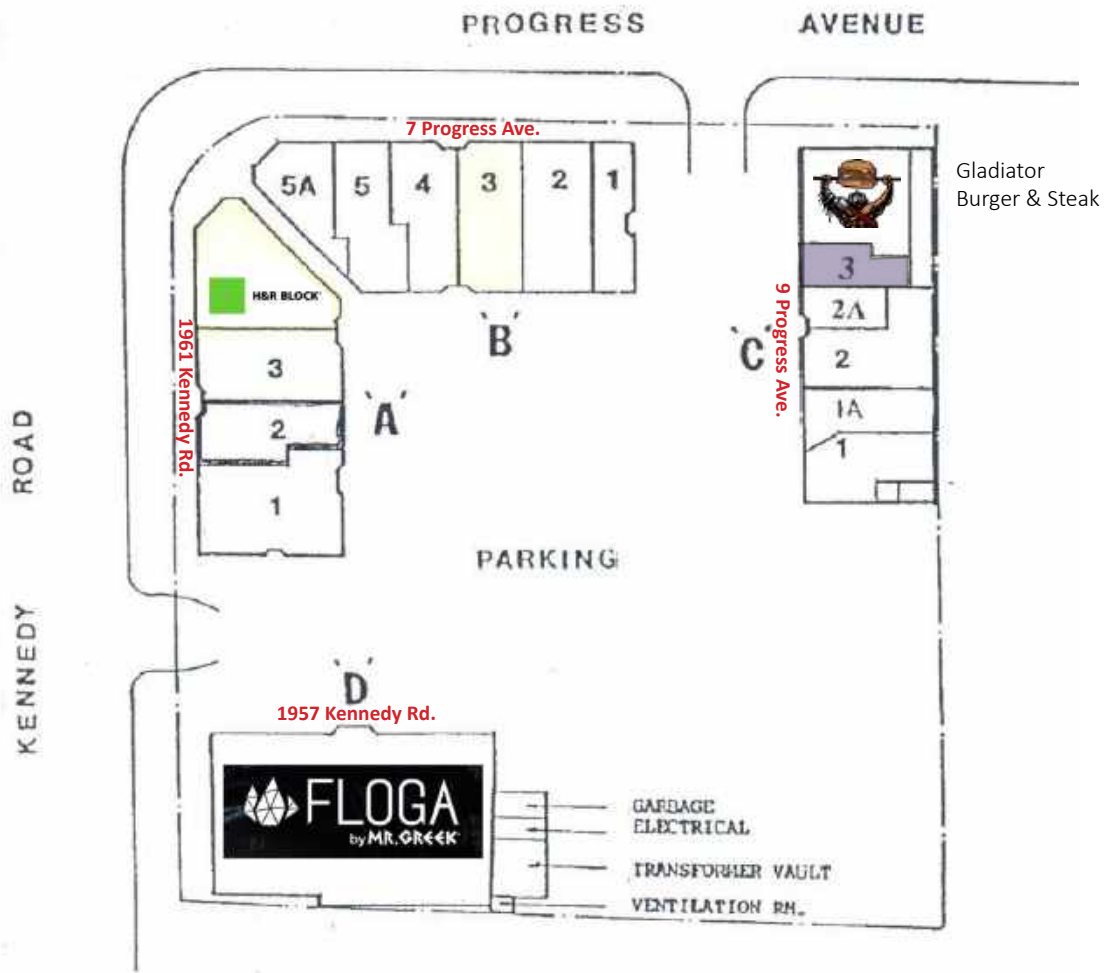 PROGRESS AVENUE
7 Progress Ave.
5A
5
4
3
2
1
Gladiator
Burger & Steak
H&R BLOCK
3
2
1
1961 Kennedy Rd.
'A'
'B'
'C'
9 Progress Ave.
3
2A
2
1A
1
KENNEDY ROAD
PARKING
'D'
1957 Kennedy Rd.
FLOGA
by MR. GREEK
GARBAGE
ELECTRICAL
TRANSFORMER VAULT
VENTILATION RM.